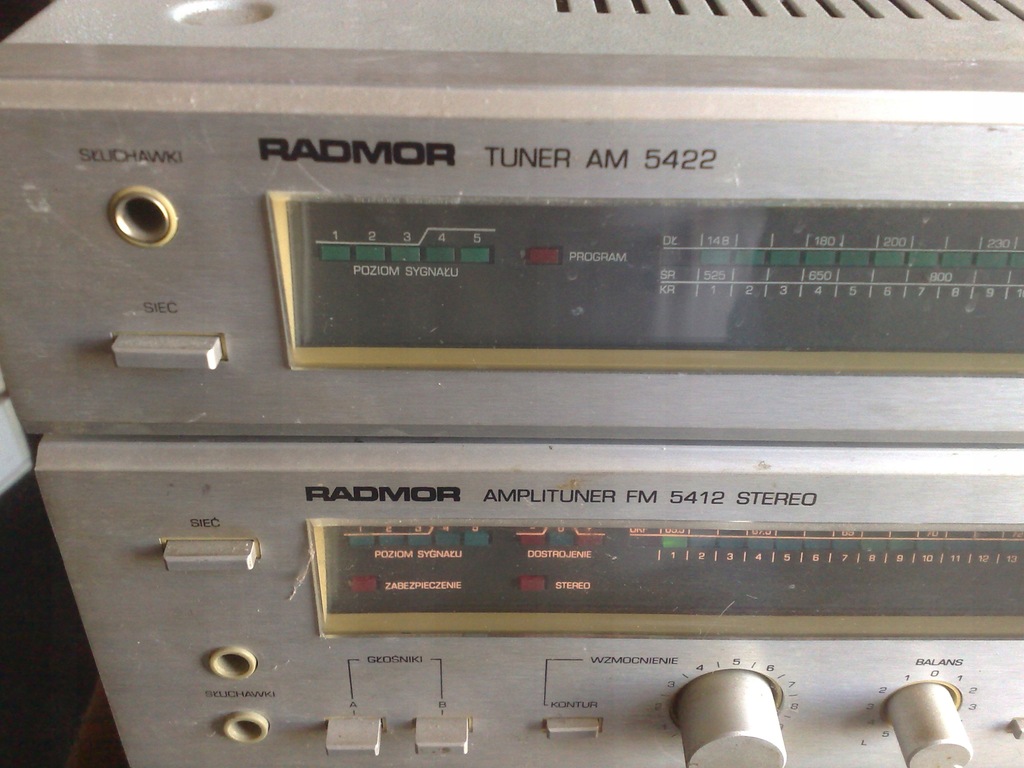 SŁUCHAWKI
RADMOR TUNER AM 5422
1 2 3 4 5
POZIOM SYGNAŁU
PROGRAM
DŁ 148 160 200 230
ŚR 525 650 800
KR 1 2 3 4 5 6 7 8 9
SIEĆ
RADMOR AMPLITUNER FM 5412 STEREO
SIEĆ
POZIOM SYGNAŁU
DOSTROJENIE
1 2 3 4 5 6 7 8 9 10 11 12 13
ZABEZPIECZENIE
STEREO
GŁOŚNIKI
A B
SŁUCHAWKI
WZMOCNIENIE
KONTUR
3 4 5 6 7 8
BALANS
2 1 0 1 2 3
L 5